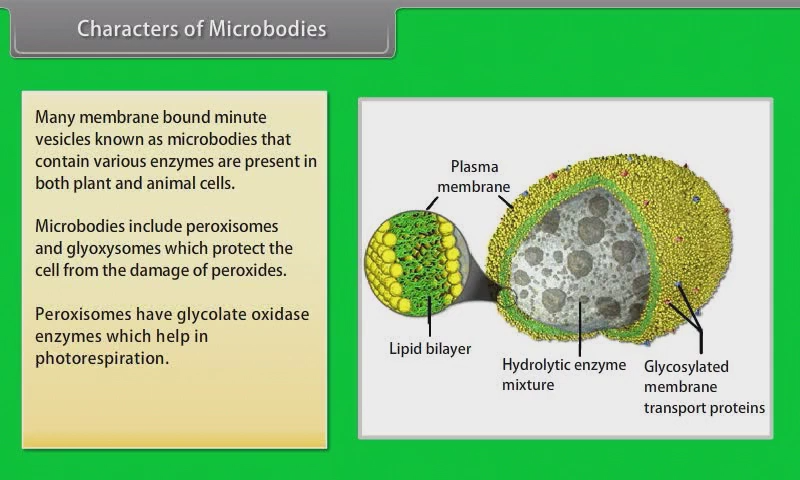 Characters of Microbodies
Many membrane bound minute
vesicles known as microbodies that
contain various enzymes are present in
both plant and animal cells.
Microbodies include peroxisomes
and glyoxysomes which protect the
cell from the damage of peroxides.
Peroxisomes have glycolate oxidase
enzymes which help in
photorespiration.
Plasma
membrane
Lipid bilayer
Hydrolytic enzyme
mixture
Glycosylated
membrane
transport proteins